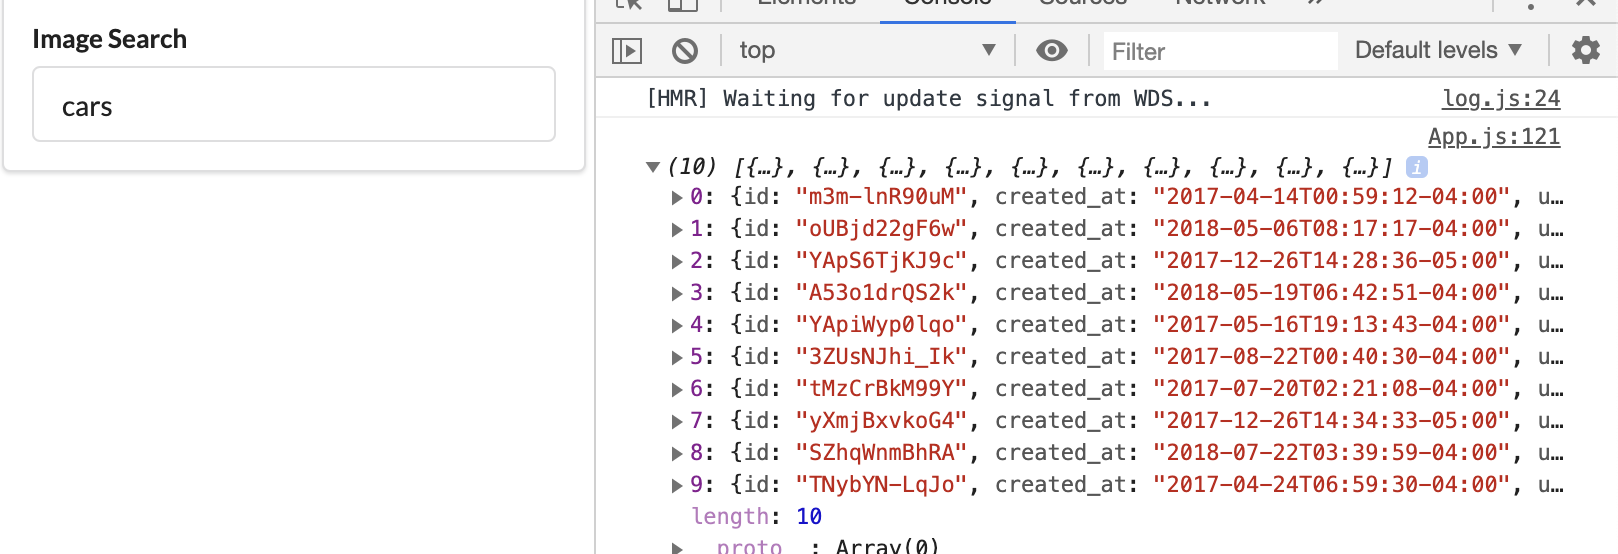 Image Search
cars
Elements Console Sources Network »
top Filter Default levels
[HMR] Waiting for update signal from WDS... log.js:24
App.js:121
(10) [{…}, {…}, {…}, {…}, {…}, {…}, {…}, {…}, {…}, {…}] i
0: {id: "m3m-lnR90uM", created_at: "2017-04-14T00:59:12-04:00", u…
1: {id: "oUBjd22gF6w", created_at: "2018-05-06T08:17:17-04:00", u…
2: {id: "YApS6TjKJ9c", created_at: "2017-12-26T14:28:36-05:00", u…
3: {id: "A53o1drQS2k", created_at: "2018-05-19T06:42:51-04:00", u…
4: {id: "YApiWyp0lqo", created_at: "2017-05-16T19:13:43-04:00", u…
5: {id: "3ZUsNJhi_Ik", created_at: "2017-08-22T00:40:30-04:00", u…
6: {id: "tMzCrBkM99Y", created_at: "2017-07-20T02:21:08-04:00", u…
7: {id: "yXmjBxvkoG4", created_at: "2017-12-26T14:34:33-05:00", u…
8: {id: "SZhqWnmBhRA", created_at: "2018-07-22T03:39:59-04:00", u…
9: {id: "TNybYN-LqJo", created_at: "2017-04-24T06:59:30-04:00", u…
length: 10
__proto__: Array(0)